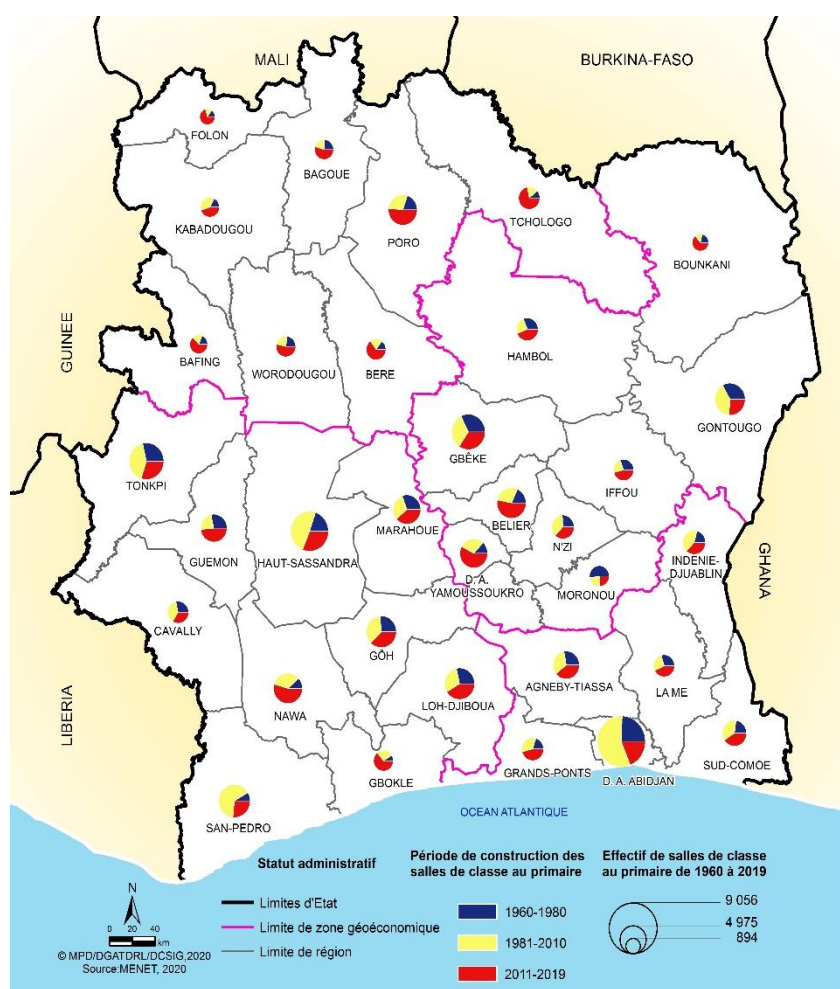 MALI
BURKINA-FASO
FOLON
BAGOUE
KABADOUGOU
PORO
TCHOLOGO
BOUNKANI
GUINEE
BAFING
WORODOUGOU
BERE
HAMBOL
GONTOUGO
TONKPI
GBÊKE
IFFOU
GUEMON
HAUT-SASSANDRA
MARAHOUE
BELIER
N'ZI
INDENIE-
DJUABLIN
GHANA
D. A.
YAMOUSSOUKRO
MORONOU
CAVALLY
GÔH
LIBERIA
NAWA
LOH-DJIBOUA
AGNEBY-TIASSA
LA ME
GBOKLE
GRANDS-PONTS
D. A. ABIDJAN
SUD-COMOE
SAN-PEDRO
OCEAN ATLANTIQUE
Statut administratif
Limites d'Etat
Limite de zone géoéconomique
Limite de région
Période de construction des
salles de classe au primaire
1960-1980
1981-2010
2011-2019
Effectif de salles de classe
au primaire de 1960 à 2019
9 056
4 975
894
N
0 20 40
km
© MPD/DGATDRL/DCSIG,2020
Source:MENET, 2020